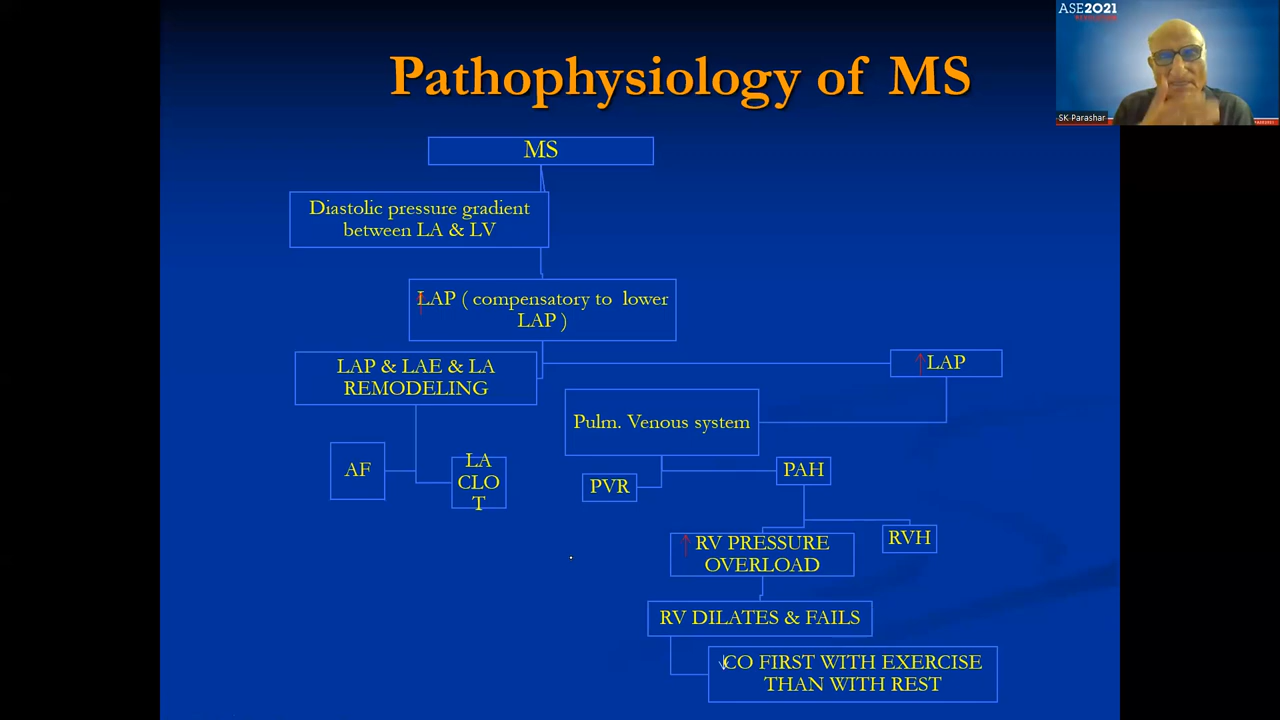 ASE2021
SK Parashar
Pathophysiology of MS
MS
Diastolic pressure gradient
between LA & LV
↑LAP ( compensatory to lower
LAP )
LAP & LAE & LA
REMODELING
↑LAP
Pulm. Venous system
AF
LA
CLO
T
PVR
PAH
↑ RV PRESSURE
OVERLOAD
RVH
RV DILATES & FAILS
↓CO FIRST WITH EXERCISE
THAN WITH REST